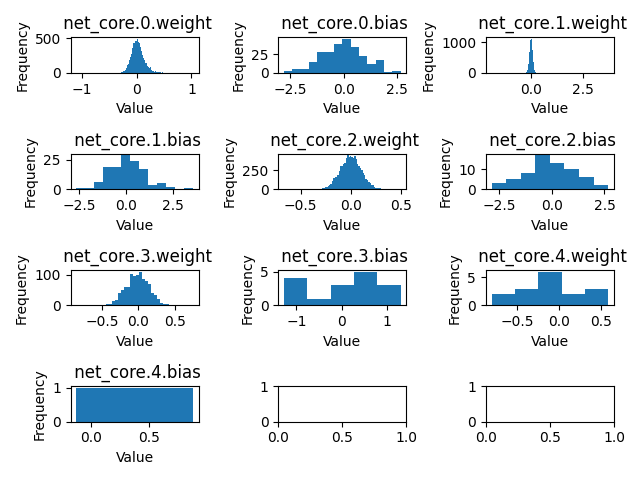 net_core.0.weight
Frequency
500
0
−1
0
1
Value
net_core.0.bias
Frequency
25
0
−2.5
0.0
2.5
Value
net_core.1.weight
Frequency
1000
0
0.0
2.5
Value
net_core.1.bias
Frequency
25
0
−2.5
0.0
2.5
Value
net_core.2.weight
Frequency
250
0
−0.5
0.0
0.5
Value
net_core.2.bias
Frequency
10
0
−2.5
0.0
2.5
Value
net_core.3.weight
Frequency
100
0
−0.5
0.0
0.5
Value
net_core.3.bias
Frequency
5
0
−1
0
1
Value
net_core.4.weight
Frequency
5
0
−0.5
0.0
0.5
Value
net_core.4.bias
Frequency
1
0
0.0
0.5
Value
1
0
0.0
0.5
1.0
1
0
0.0
0.5
1.0